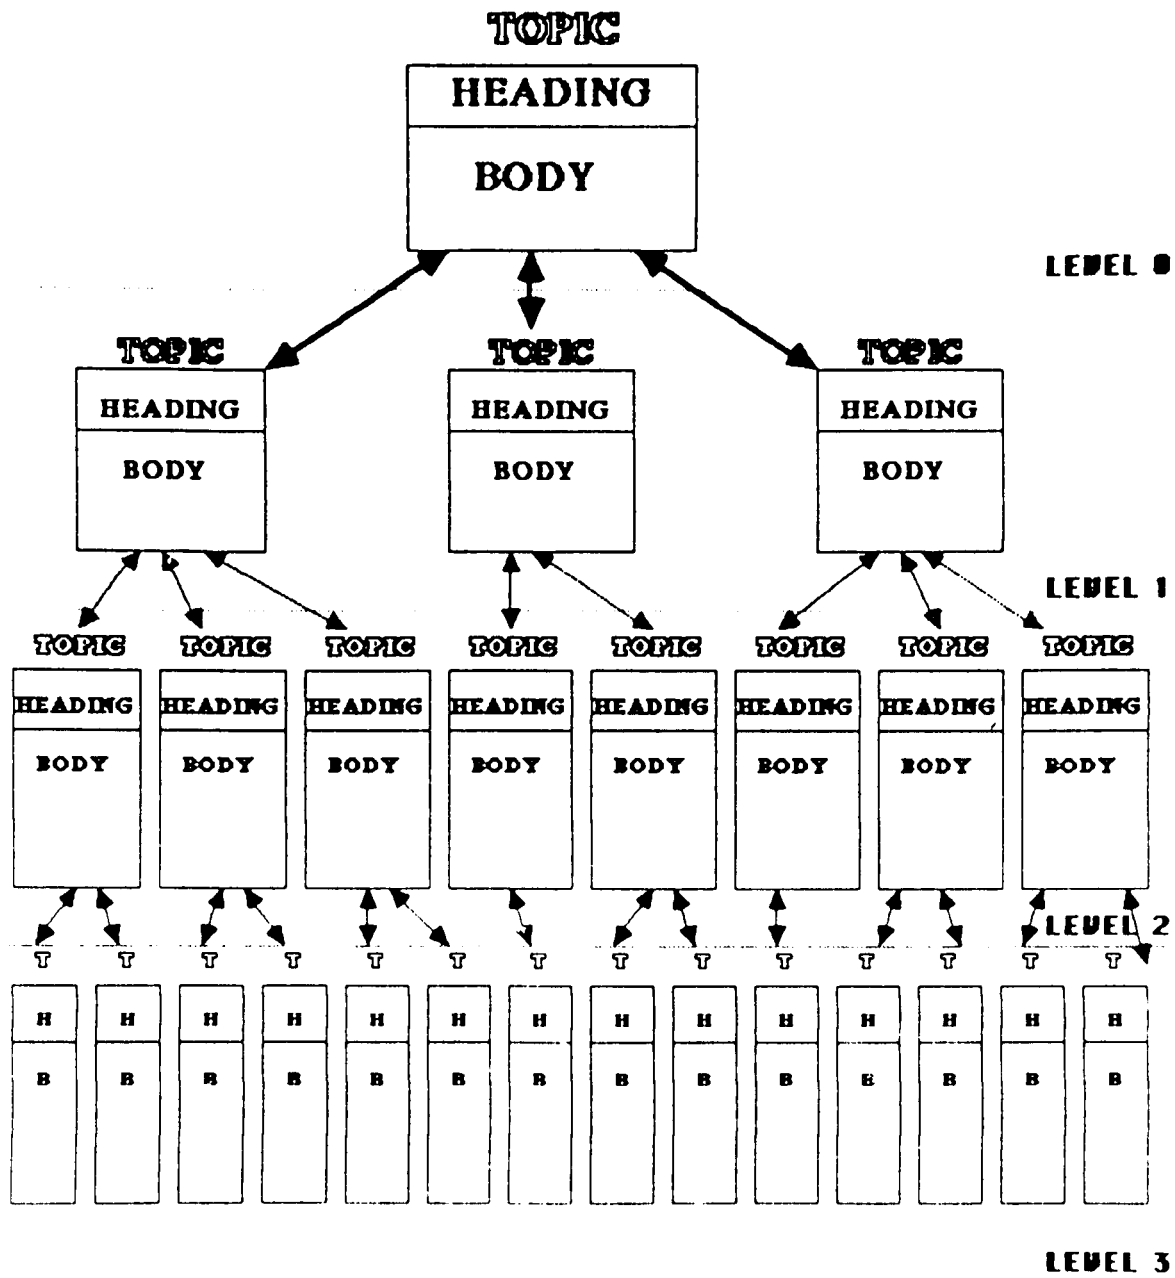 TOPIC
HEADING
BODY
LEVEL 0
TOPIC TOPIC TOPIC
HEADING HEADING HEADING
BODY BODY BODY
LEVEL 1
TOPIC TOPIC TOPIC TOPIC TOPIC TOPIC TOPIC TOPIC
HEADING HEADING HEADING HEADING HEADING HEADING HEADING HEADING
BODY BODY BODY BODY BODY BODY BODY BODY
LEVEL 2
T T T T T T T T T T T T T T
H H H H H H H H H H H H H H
B B B B B B B B B B B B B B
LEVEL 3